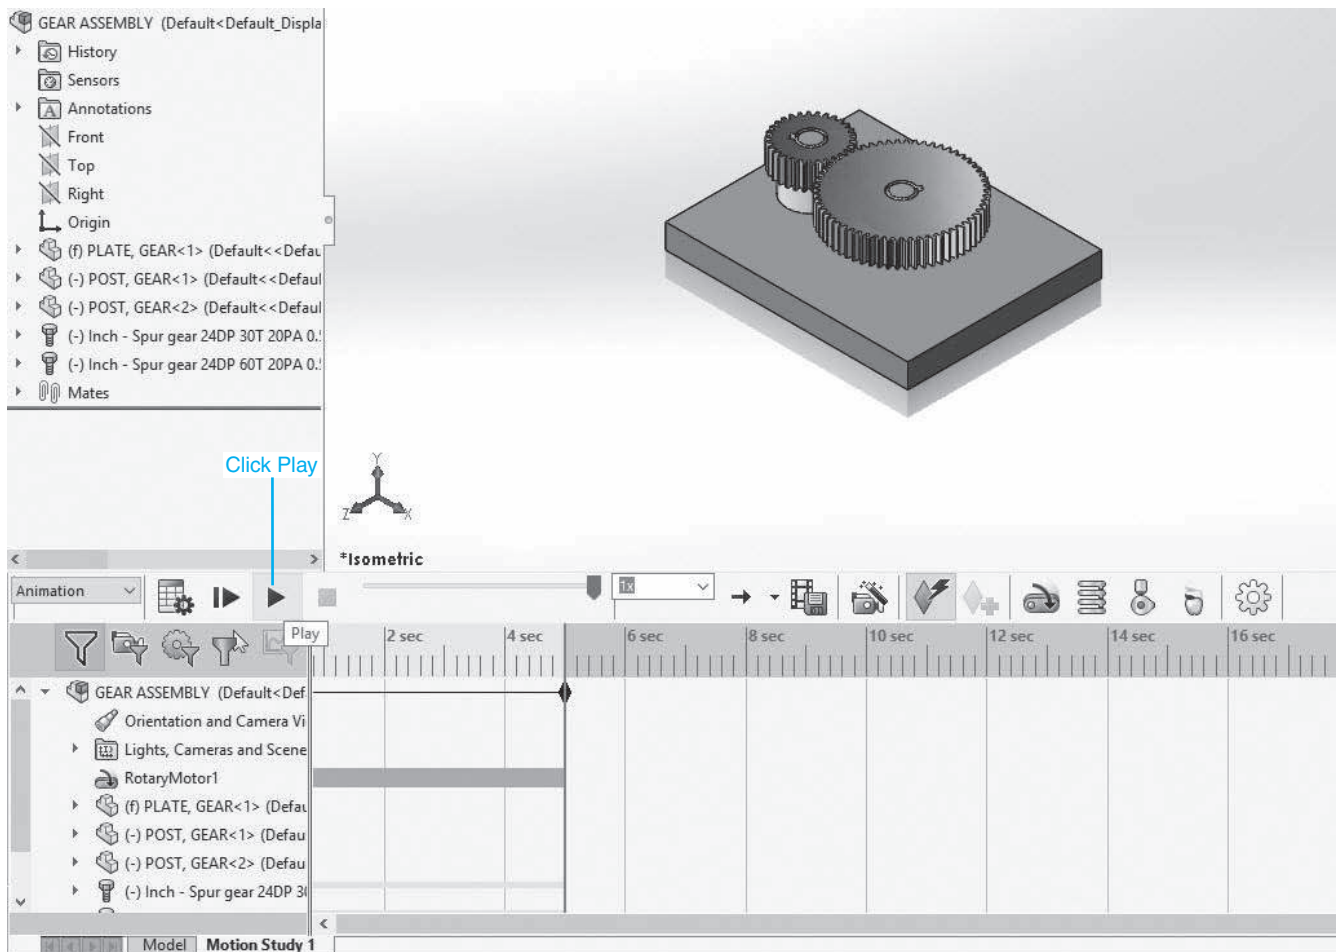 GEAR ASSEMBLY (Default<Default_Displa
History
Sensors
Annotations
Front
Top
Right
Origin
(f) PLATE, GEAR<1> (Default<<Defau
(-) POST, GEAR<1> (Default<<Defaul
(-) POST, GEAR<2> (Default<<Defaul
(-) Inch - Spur gear 24DP 30T 20PA 0.5
(-) Inch - Spur gear 24DP 60T 20PA 0.5
Mates
Click Play
Y
Z X
*Isometric
Animation 1x
Play 2 sec 4 sec 6 sec 8 sec 10 sec 12 sec 14 sec 16 sec
GEAR ASSEMBLY (Default<Def
Orientation and Camera Vi
Lights, Cameras and Scene
RotaryMotor1
(f) PLATE, GEAR<1> (Defau
(-) POST, GEAR<1> (Defau
(-) POST, GEAR<2> (Defau
(-) Inch - Spur gear 24DP 30
Model Motion Study 1